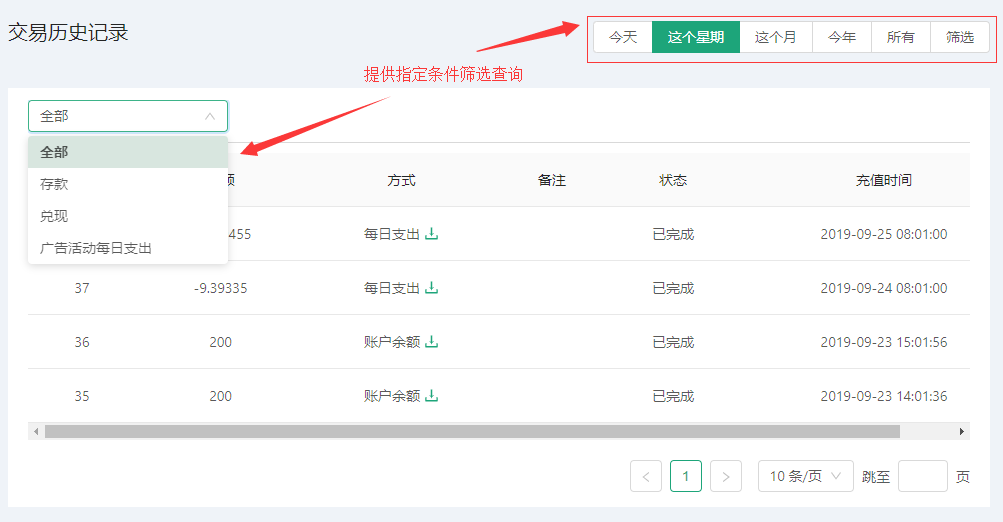 交易历史记录
今天 这个星期 这个月 今年 所有 筛选
提供指定条件筛选查询
全部
全部
存款
兑现
广告活动每日支出
方式 备注 状态 充值时间
455 每日支出 已完成 2019-09-25 08:01:00
37 -9.39335 每日支出 已完成 2019-09-24 08:01:00
36 200 账户余额 已完成 2019-09-23 15:01:56
35 200 账户余额 已完成 2019-09-23 14:01:36
< 1 > 10 条/页 跳至 页